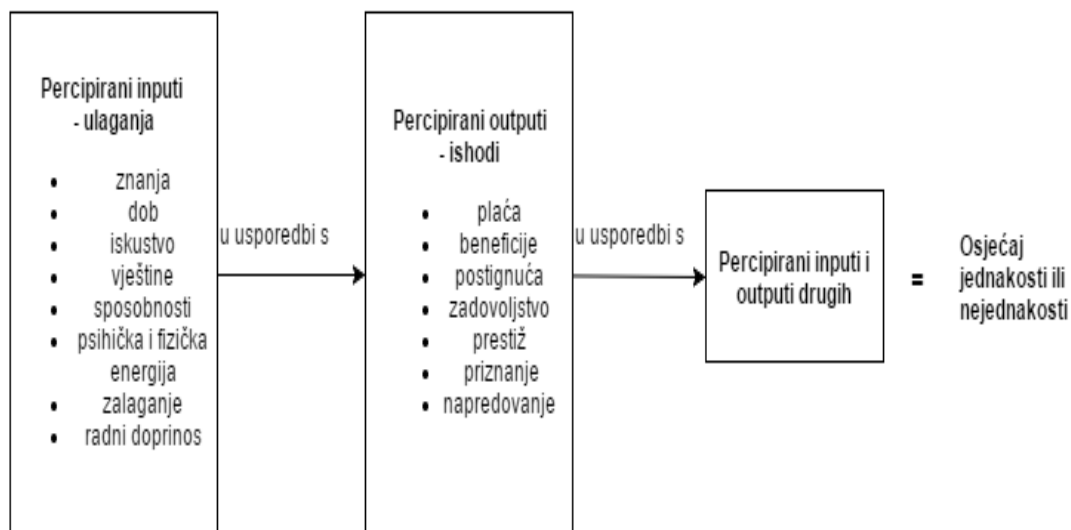 Percipirani inputi
- ulaganja
• znanja
• dob
• iskustvo
• vještine
• sposobnosti
• psihička i fizička
energija
• zalaganje
• radni doprinos
u usporedbi s
Percipirani outputi
- ishodi
• plaća
• beneficije
• postignuća
• zadovoljstvo
• prestiž
• priznanje
• napredovanje
u usporedbi s
Percipirani inputi i
outputi drugih
=
Osjećaj
jednakosti ili
nejednakosti